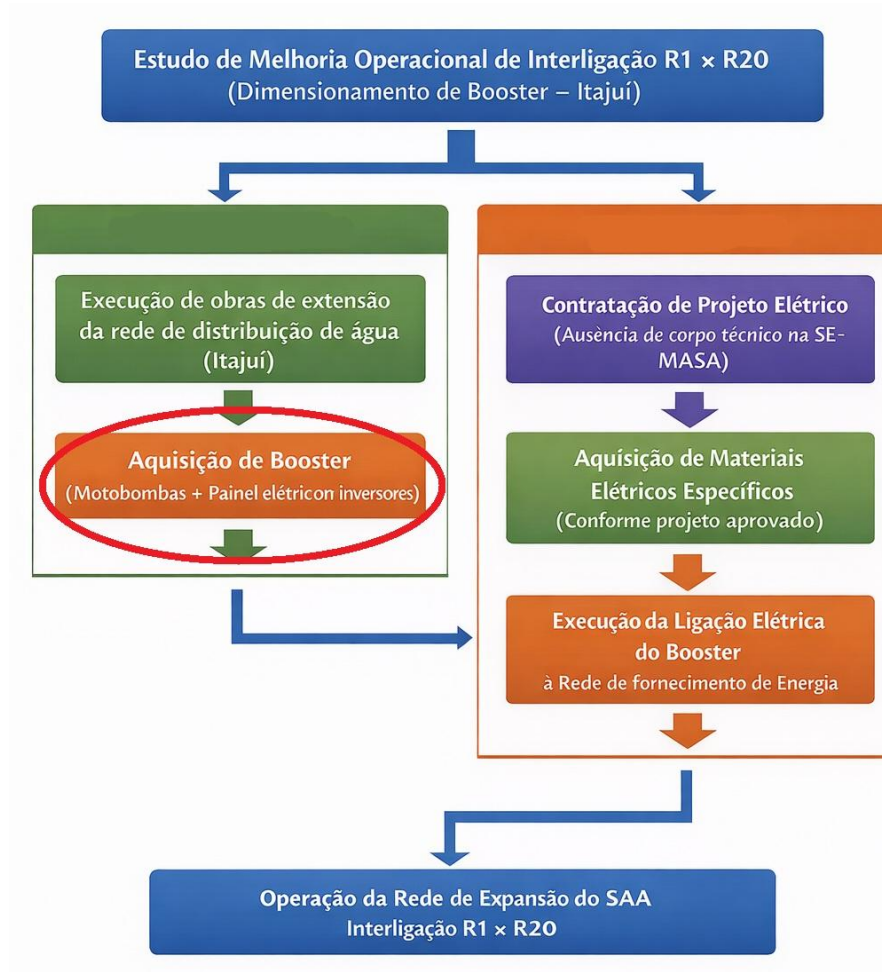 Estudo de Melhoria Operacional de Interligação R1 × R20
(Dimensionamento de Booster – Itajuí)
Execução de obras de extensão
da rede de distribuição de água
(Itajuí)
Aquisição de Booster
(Motobombas + Painel elétricon inversores)
Contratação de Projeto Elétrico
(Ausència de corpo técnico na SE-
MASA)
Aquísição de Materiais
Elétricos Específicos
(Conforme projeto aprovado)
Execução da Ligação Elétrica
do Booster
à Rede de fornecimento de Energia
Operação da Rede de Expansão do SAA
Interligação R1 × R20